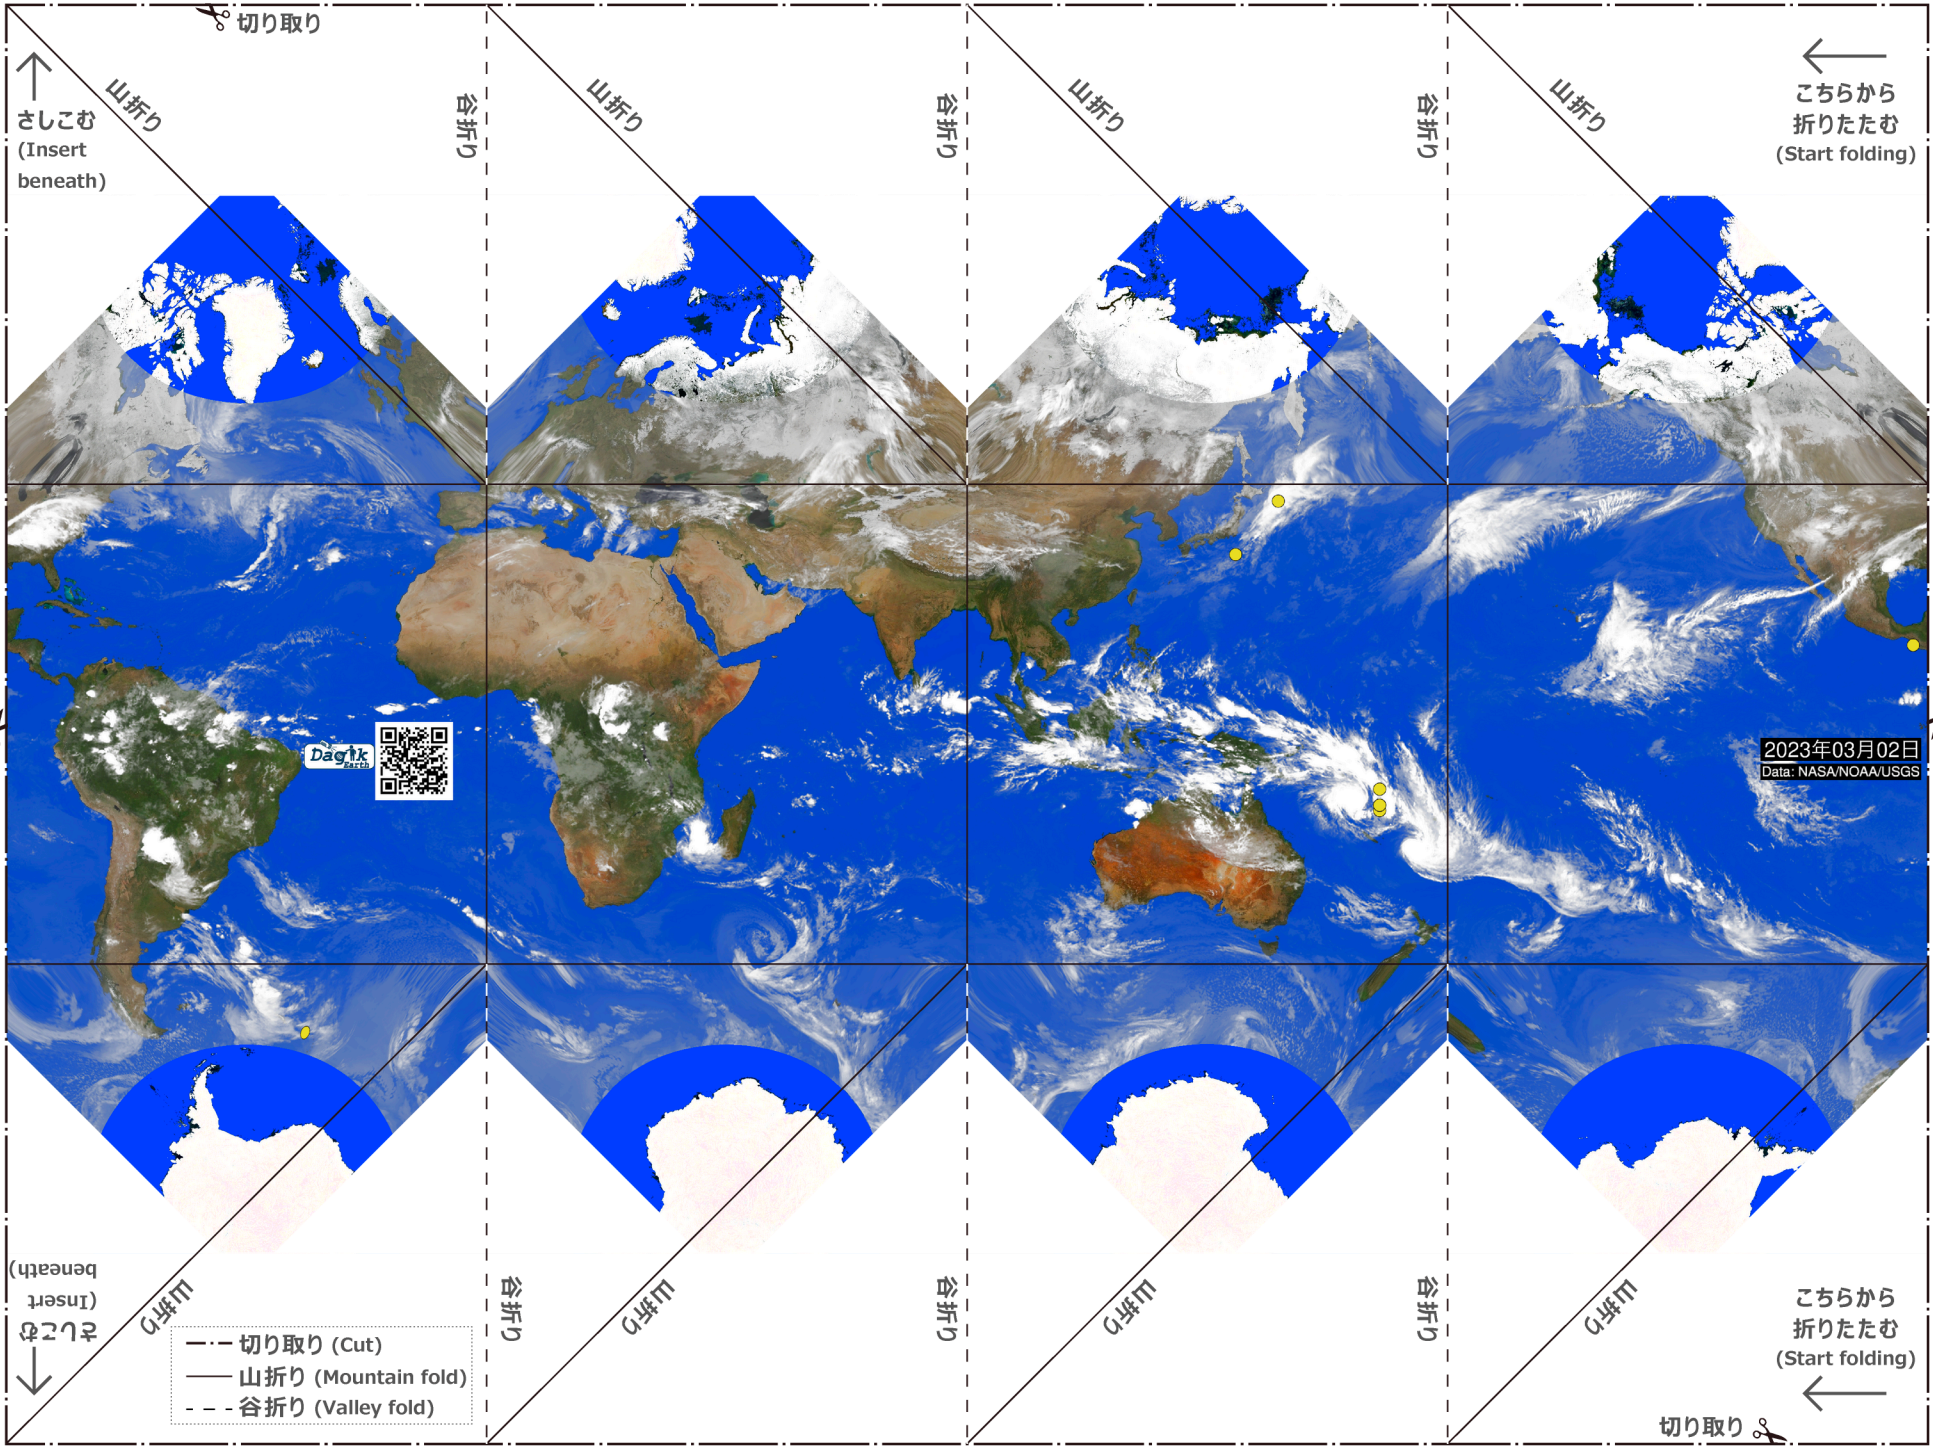 切り取り
山折り
谷折り
山折り
谷折り
山折り
谷折り
山折り
さしこむ
(Insert
beneath)
こちらから
折りたたむ
(Start folding)
Dagik
Earth
2023年03月02日
Data: NASA/NOAA/USGS
さしこむ
(Insert
beneath)
山折り
谷折り
山折り
谷折り
山折り
谷折り
山折り
切り取り (Cut)
山折り (Mountain fold)
谷折り (Valley fold)
こちらから
折りたたむ
(Start folding)
切り取り